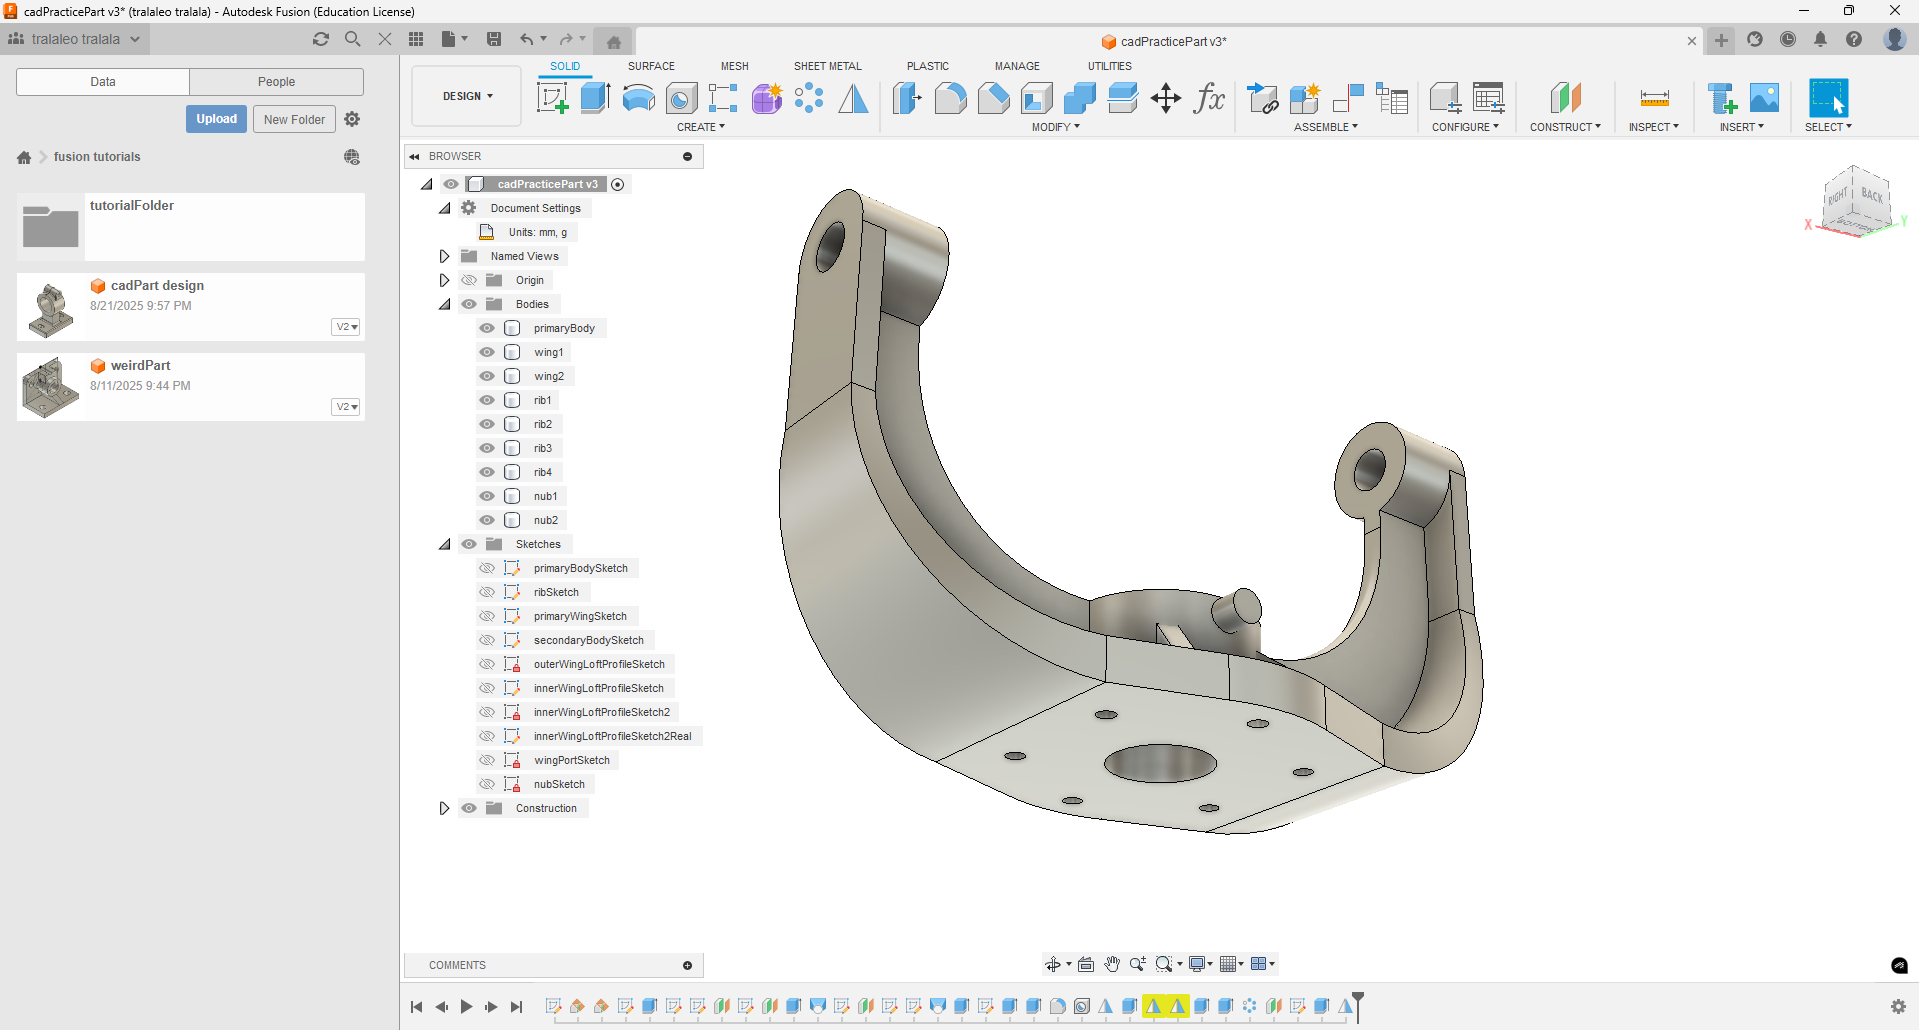 cadPracticePart v3* (tralaleo tralala) - Autodesk Fusion (Education License)
tralaleo tralala
cadPracticePart v3*
Data
People
Upload
New Folder
fusion tutorials
tutorialFolder
cadPart design
8/21/2025 9:57 PM
V2
weirdPart
8/11/2025 9:44 PM
V2
SOLID
SURFACE
MESH
SHEET METAL
PLASTIC
MANAGE
UTILITIES
DESIGN
fx
CREATE
MODIFY
ASSEMBLE
CONFIGURE
CONSTRUCT
INSPECT
INSERT
SELECT
BROWSER
cadPracticePart v3
Document Settings
Units: mm, g
Named Views
Origin
Bodies
primaryBody
wing1
wing2
rib1
rib2
rib3
rib4
nub1
nub2
Sketches
primaryBodySketch
ribSketch
primaryWingSketch
secondaryBodySketch
outerWingLoftProfileSketch
innerWingLoftProfileSketch
innerWingLoftProfileSketch2
innerWingLoftProfileSketch2Real
wingPortSketch
nubSketch
Construction
RIGHT
BACK
BOTTOM
X
Y
COMMENTS